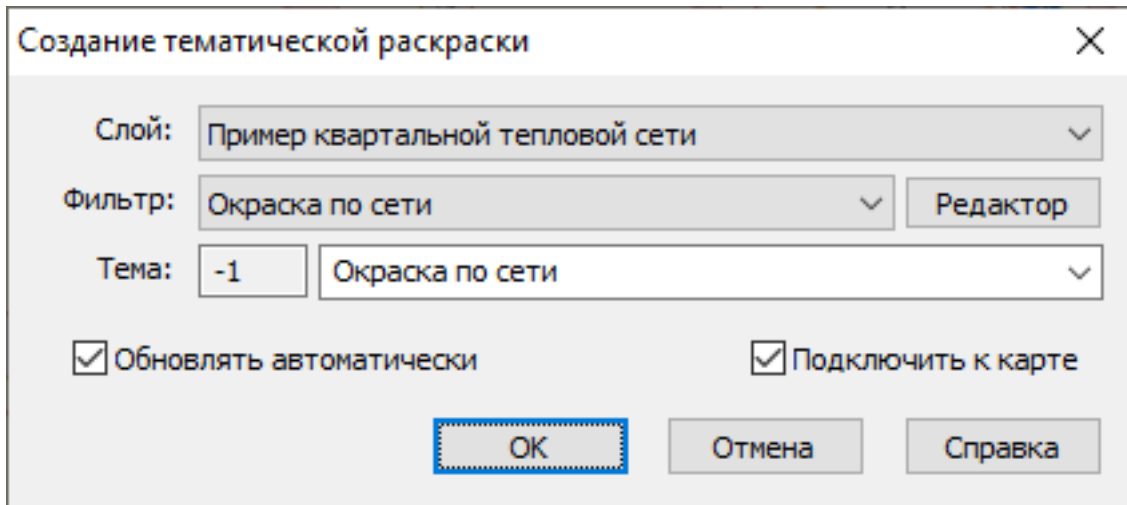 Создание тематической раскраски
Слой: Пример квартальной тепловой сети
Фильтр: Окраска по сети Редактор
Тема: -1 Окраска по сети
Обновлять автоматически Подключить к карте
OK Отмена Справка